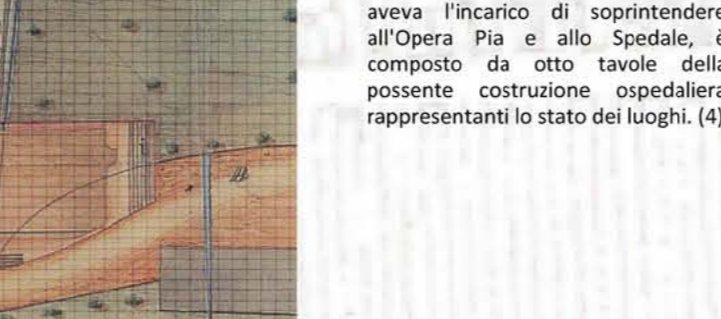 aveva l'incarico di soprintendere
all'Opera Pia e allo Spedale, è
composto da otto tavole della
possente costruzione ospedaliera
rappresentanti lo stato dei luoghi. (4)